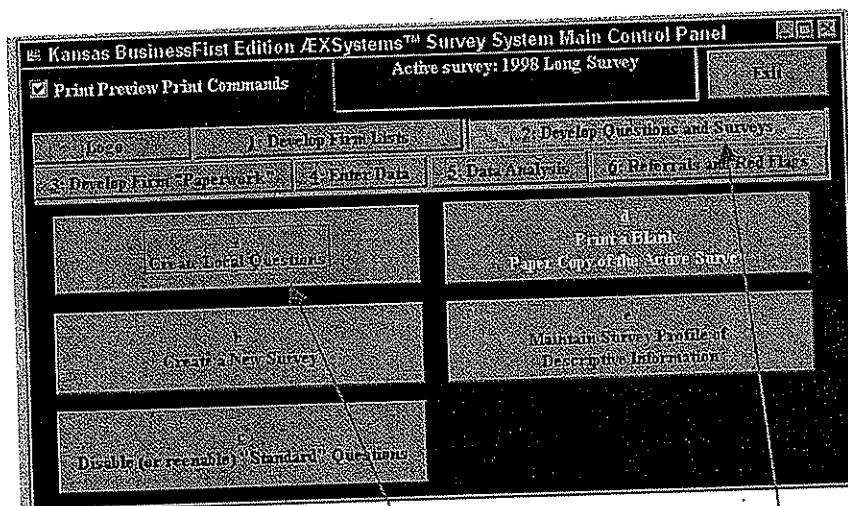 Kansas BusinessFirst Edition ÆXSystems™ Survey System Main Control Panel
Print Preview Print Commands
Active survey: 1998 Long Survey
Exit
Logo
1: Develop Firm Lists
2: Develop Questions and Surveys
3: Develop Firm "Paperwork"
4: Enter Data
5: Data Analysis
6: Referrals and Red Flags
a
Create Local Questions
d
Print a Blank
Paper Copy of the Active Surve
b
Create a New Survey
e
Maintain Survey Profile of
Descriptive Information
c
Disable (or reenable) "Standard" Questions